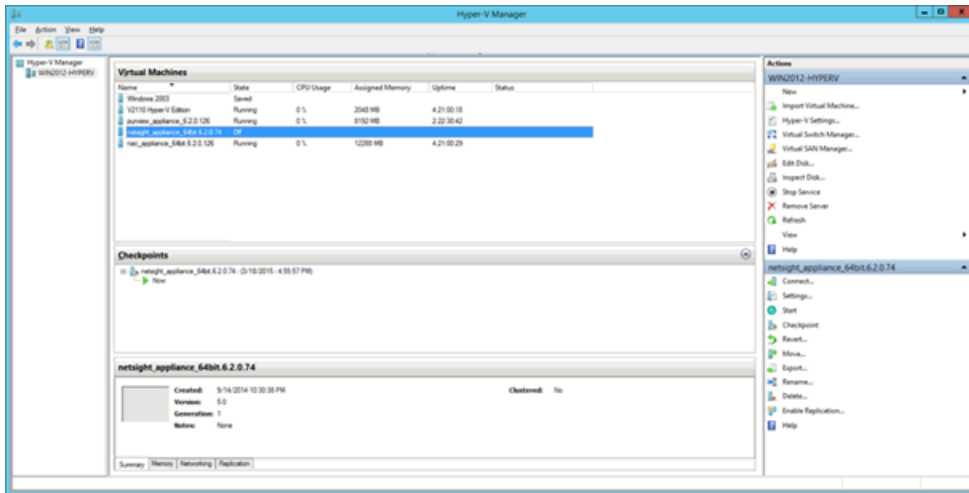 Hyper-V Manager
File Action View Help
Hyper-V Manager
WIN2012-HYPERV
Virtual Machines
Name State CPU Usage Assigned Memory Uptime Status
Windows 2003 Saved
V2110 Hyper-V Edition Running 0 % 2048 MB 4.21:00:18
purview_appliance_6.2.0.126 Running 0 % 8192 MB 2.22:30:42
netsight_appliance_64bit.6.2.0.74 Off
nac_appliance_64bit.6.2.0.126 Running 0 % 12288 MB 4.21:00:29
Checkpoints
netsight_appliance_64bit.6.2.0.74 - (3/10/2015 - 4:55:57 PM)
Now
netsight_appliance_64bit.6.2.0.74
Created: 9/14/2014 10:30:38 PM Clustered: No
Version: 5.0
Generation: 1
Notes: None
Summary Memory Networking Replication
Actions
WIN2012-HYPERV
New
Import Virtual Machine...
Hyper-V Settings...
Virtual Switch Manager...
Virtual SAN Manager...
Edit Disk...
Inspect Disk...
Stop Service
Remove Server
Refresh
View
Help
netsight_appliance_64bit.6.2.0.74
Connect...
Settings...
Start
Checkpoint
Revert...
Move...
Export...
Rename...
Delete...
Enable Replication...
Help